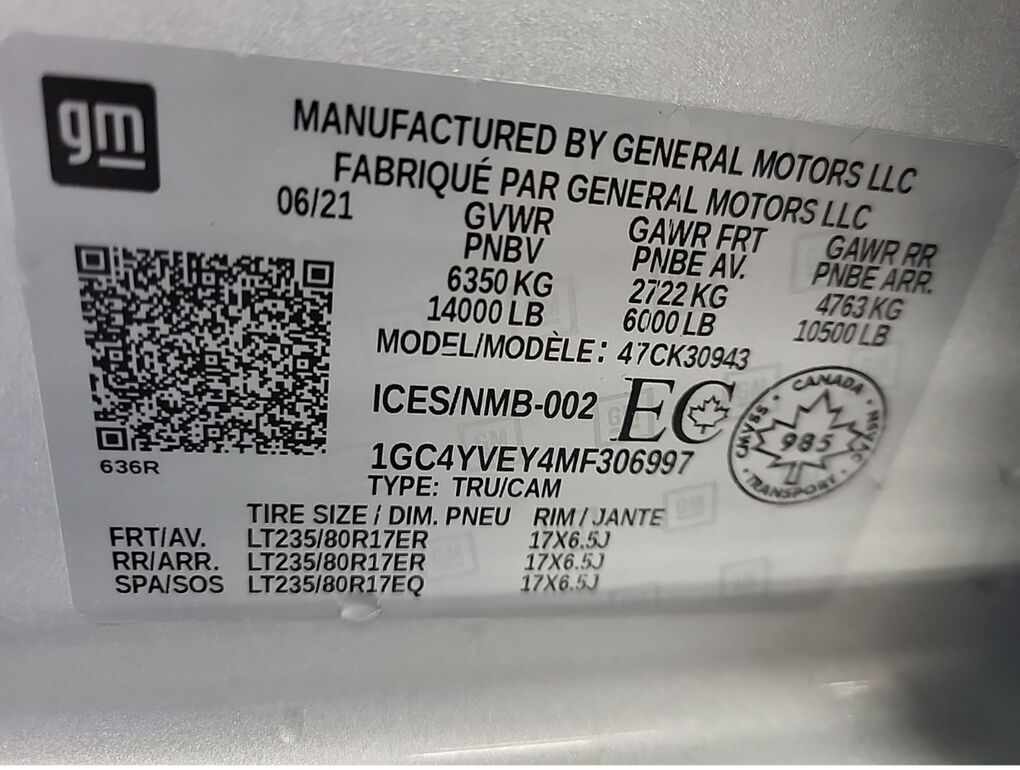 gm
MANUFACTURED BY GENERAL MOTORS LLC
FABRIQUÉ PAR GENERAL MOTORS LLC
06/21
GVWR GAWR FRT GAWR RR
PNBV PNBE AV. PNBE ARR.
6350 KG 2722 KG 4763 KG
14000 LB 6000 LB 10500 LB
MODEL/MODÈLE: 47CK30943
ICES/NMB-002 EC
CANADA
CMVSS 985 NSVAC
TRANSPORT
636R
1GC4YVEY4MF306997
TYPE: TRU/CAM
TIRE SIZE / DIM. PNEU RIM / JANTE
FRT/AV. LT235/80R17ER 17X6.5J
RR/ARR. LT235/80R17ER 17X6.5J
SPA/SOS LT235/80R17EQ 17X6.5J